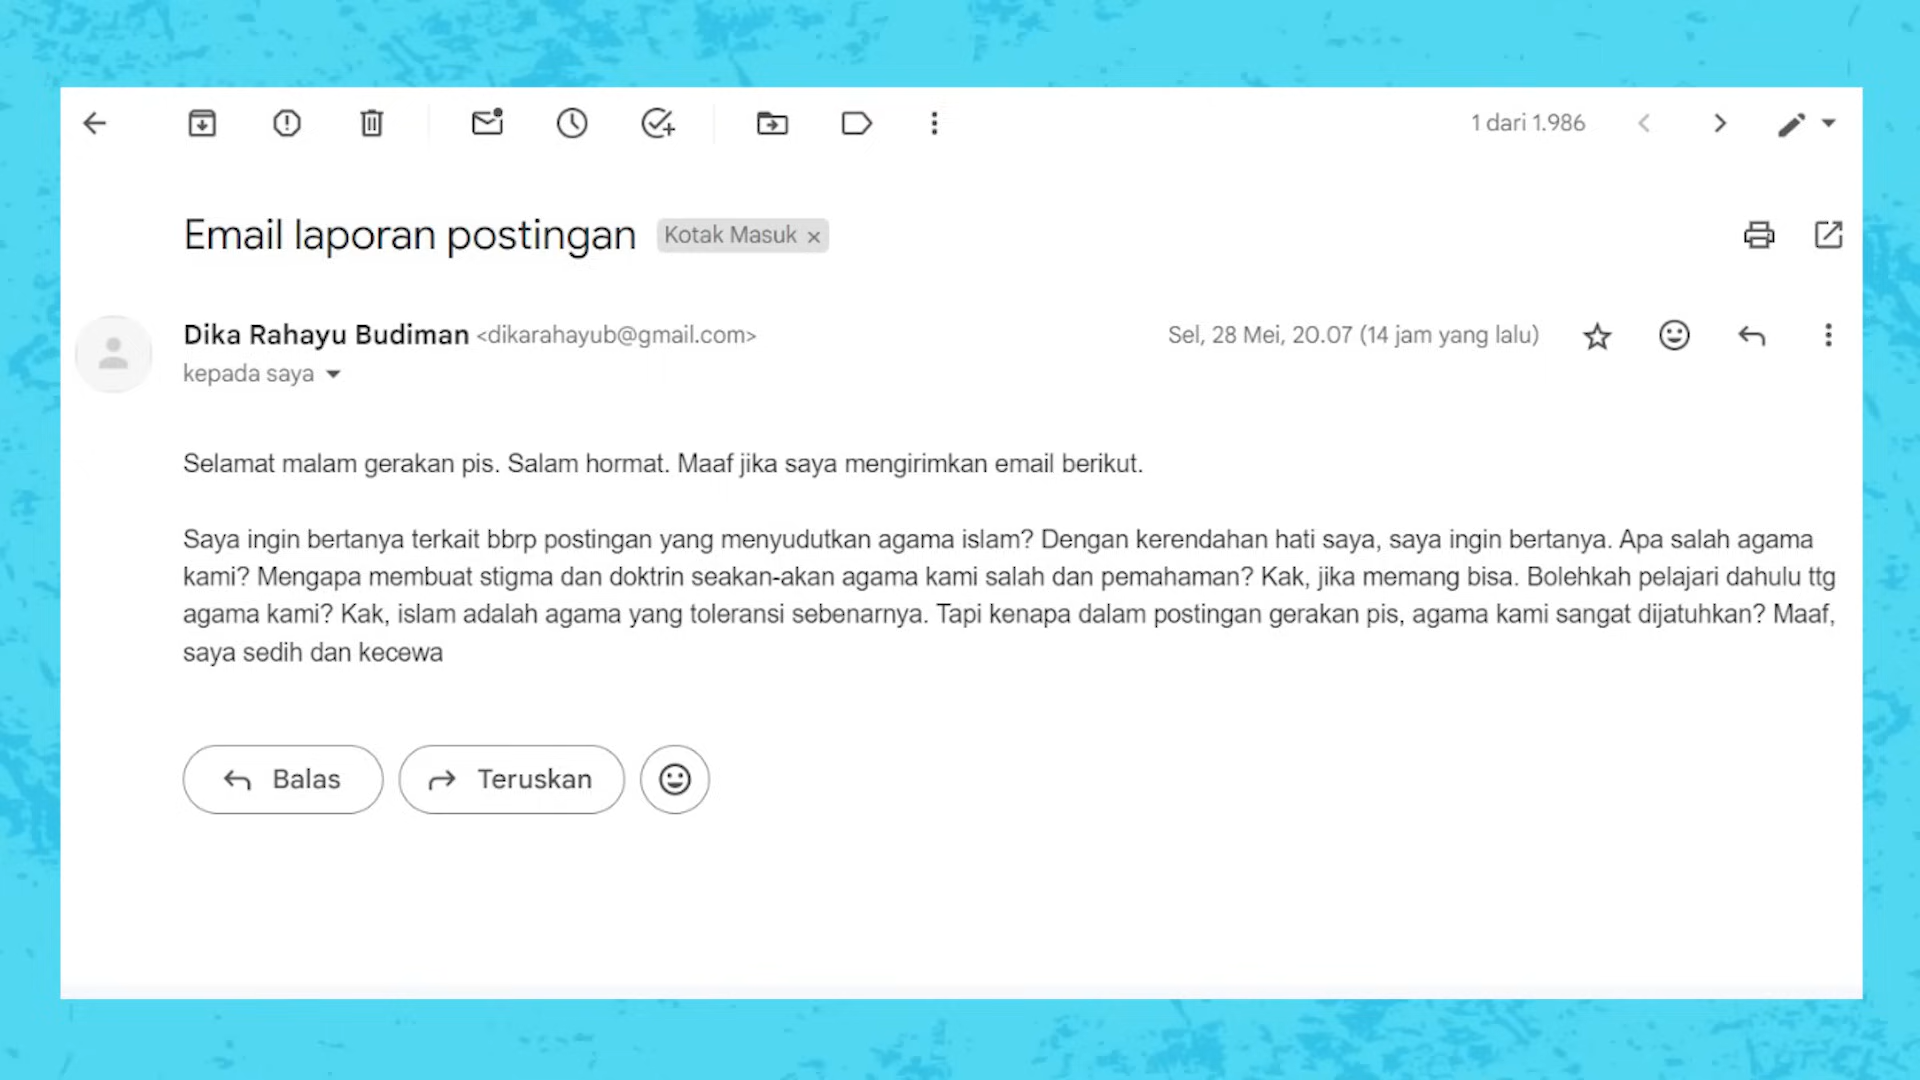 1 dari 1.986
Email laporan postingan Kotak Masuk ×
Dika Rahayu Budiman <dikarahayub@gmail.com> Sel, 28 Mei, 20.07 (14 jam yang lalu)
kepada saya
Selamat malam gerakan pis. Salam hormat. Maaf jika saya mengirimkan email berikut.
Saya ingin bertanya terkait bbrp postingan yang menyudutkan agama islam? Dengan kerendahan hati saya, saya ingin bertanya. Apa salah agama
kami? Mengapa membuat stigma dan doktrin seakan-akan agama kami salah dan pemahaman? Kak, jika memang bisa. Bolehkah pelajari dahulu ttg
agama kami? Kak, islam adalah agama yang toleransi sebenarnya. Tapi kenapa dalam postingan gerakan pis, agama kami sangat dijatuhkan? Maaf,
saya sedih dan kecewa
Balas Teruskan